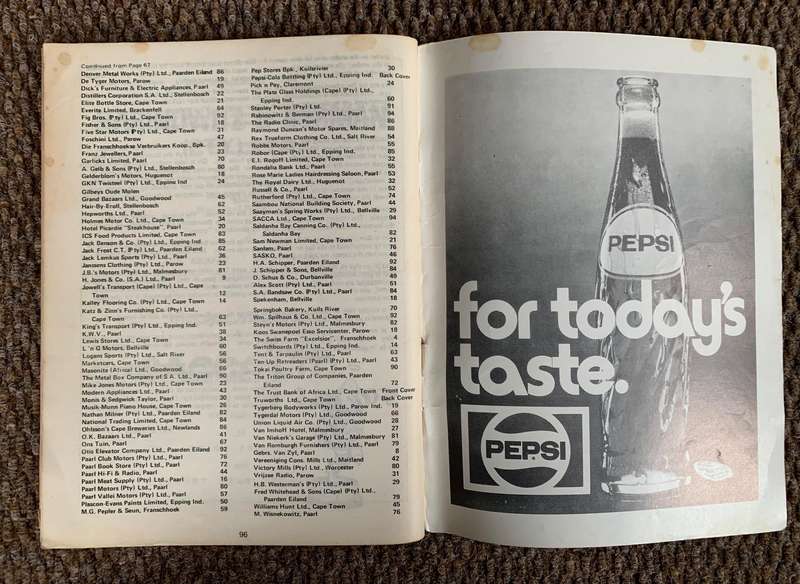 Continued from Page 67
Denver Metal Works (Pty) Ltd., Paarden Eiland 86
De Tyger Motors, Parow 19
Dick's Furniture & Electric Appliances, Paarl 49
Distillers Corporation S.A. Ltd., Stellenbosch 22
Elite Bottle Store, Cape Town 21
Everite Limited, Brackenfell 64
Fig Bros. (Pty) Ltd., Cape Town 92
Fisher & Sons (Pty) Ltd., Paarl 18
Five Star Motors (Pty) Ltd., Cape Town 31
Foschini Ltd., Parow 47
Die Franschhoekse Verbruikers Koop. Bpk. 20
Franz Jewellers, Paarl 23
Garlicks Limited, Paarl 70
A. Gelb & Sons (Pty) Ltd., Stellenbosch 80
Gelderblom's Motors, Huguenot 18
GKN Twisteel (Pty) Ltd., Epping Ind 24
Gilbeys Oude Molen
Grand Bazaars Ltd., Goodwood 45
Hair-By-Eroll, Stellenbosch 62
Hepworths Ltd., Paarl 52
Holmes Motor Co. Ltd., Cape Town 34
Hotel Picardie "Steakhouse", Paarl 20
ICS Food Products Limited, Cape Town 83
Jack Benson & Co. (Pty) Ltd., Epping Ind 85
Jack Frost C.T. (Pty) Ltd., Paarden Eiland 62
Jack Lemkus Sports (Pty) Ltd., Paarl 36
Janssens Clothing (Pty) Ltd., Parow 23
J.B.'s Motors (Pty) Ltd., Malmesbury 81
H. Jones & Co. (S.A.) Ltd., Paarl 9
Jowell's Transport (Cape) (Pty) Ltd., Cape
Town 12
Kailey Flooring Co. (Pty) Ltd., Cape Town 14
Katz & Zinn's Furnishing Co. (Pty) Ltd.,
Cape Town 63
King's Transport (Pty) Ltd., Epping Ind. 51
K.W.V., Paarl 38
Lewis Stores Ltd., Cape Town 34
L 'n G Motors, Bellville 60
Logans Sports (Pty) Ltd., Salt River 56
Markstars, Cape Town 56
Masonite (Africa) Ltd., Goodwood 66
The Metal Box Company of S.A. Ltd., Paarl 90
Mike Jones Motors (Pty) Ltd., Cape Town 23
Modern Appliances Ltd., Paarl 43
Monis & Sedgwick Taylor, Paarl 30
Musik-Munn Piano House, Cape Town 26
Nathan Milner (Pty) Ltd., Paarden Eiland 82
National Trading Limited, Cape Town 84
Ohlsson's Cape Breweries Ltd., Newlands 86
O.K. Bazaars Ltd., Paarl 41
Ons Tuin, Paarl 67
Otis Elevator Company Ltd., Paarden Eiland 92
Paarl Club Motors (Pty) Ltd., Paarl 76
Paarl Book Store (Pty) Ltd., Paarl 72
Paarl Hi-Fi & Radio, Paarl 44
Paarl Meat Supply (Pty) Ltd., Paarl 16
Paarl Motors (Pty) Ltd., Paarl 80
Paarl Vallei Motors (Pty) Ltd., Paarl 57
Plascon-Evans Paints Limited, Epping Ind. 50
M.G. Pepler & Seun, Franschhoek 59
Pep Stores Bpk., Kuilsrivier 30
Pepsi-Cola Bottling (Pty) Ltd., Epping Ind. Back Cover
Pick n Pay, Claremont 24
The Plate Glass Holdings (Cape) (Pty) Ltd.,
Epping Ind. 60
Stanley Porter (Pty) Ltd. 91
Rabinowitz & Berman (Pty) Ltd., Paarl 94
The Radio Clinic, Paarl 86
Raymond Duncan's Motor Spares, Maitland 88
Rex Trueform Clothing Co. Ltd., Salt River 54
Robbs Motors, Paarl 55
Robor (Cape) (Pty) Ltd., Epping Ind. 85
E.I. Rogoff Limited, Cape Town 32
Rondalia Bank Ltd., Paarl 55
Rose Marie Ladies Hairdressing Saloon, Paarl 53
The Royal Dairy Ltd., Huguenot 32
Russell & Co., Paarl 52
Rutherford (Pty) Ltd., Cape Town 74
Saambou National Building Society, Paarl 44
Saayman's Spring Works (Pty) Ltd., Bellville 29
SACCA Ltd., Cape Town 94
Saldanha Bay Canning Co. (Pty) Ltd.,
Saldanha Bay 82
Sam Newman Limited, Cape Town 21
Sanlam, Paarl 76
SASKO, Paarl 46
H.A. Schipper, Paarden Eiland 92
J. Schipper & Sons, Bellville 84
O. Schus & Co., Durbanville 49
Alex Scott (Pty) Ltd., Paarl 61
S.A. Bandsaw Co. (Pty) Ltd., Paarl 84
Spekenham, Bellville 18
Springbok Bakery, Kuils River 70
Wm. Spilhaus & Co. Ltd., Cape Town 92
Steyn's Motors (Pty) Ltd., Malmesbury 82
Koos Swanepoel Esso Servicenter, Parow 18
The Swiss Farm "Excelsior", Franschhoek 4
Switchboards (Pty) Ltd., Epping Ind. 14
Tent & Tarpaulin (Pty) Ltd., Paarl 63
Tan-Up Retreaders (Paarl) (Pty) Ltd., Paarl 43
Tokai Poultry Farm, Cape Town 90
The Triton Group of Companies, Paarden
Eiland 72
The Trust Bank of Africa Ltd., Cape Town Front Cover
Truworths Ltd., Cape Town Back Cover
Tygerberg Bodyworks (Pty) Ltd., Parow Ind. 19
Tygerdal Motors (Pty) Ltd., Goodwood 66
Union Liquid Air Co. (Pty) Ltd., Goodwood 28
Van Imhoff Hotel, Malmesbury 27
Van Niekerk's Garage (Pty) Ltd., Malmesbury 81
Van Romburgh Furnishers (Pty) Ltd., Paarl 79
Gebrs. Van Zyl, Paarl 8
Vereeniging Cons. Mills Ltd., Maitland 42
Victory Mills (Pty) Ltd., Worcester 80
Vrijzee Radio, Parow 31
H.B. Westerman's (Pty) Ltd., Paarl 29
Fred Whitehead & Sons (Cape) (Pty) Ltd.,
Paarden Eiland 79
Williams Hunt Ltd., Cape Town 45
M. Wisnekowitz, Paarl 76
96
PEPSI
for today's
taste.
PEPSI